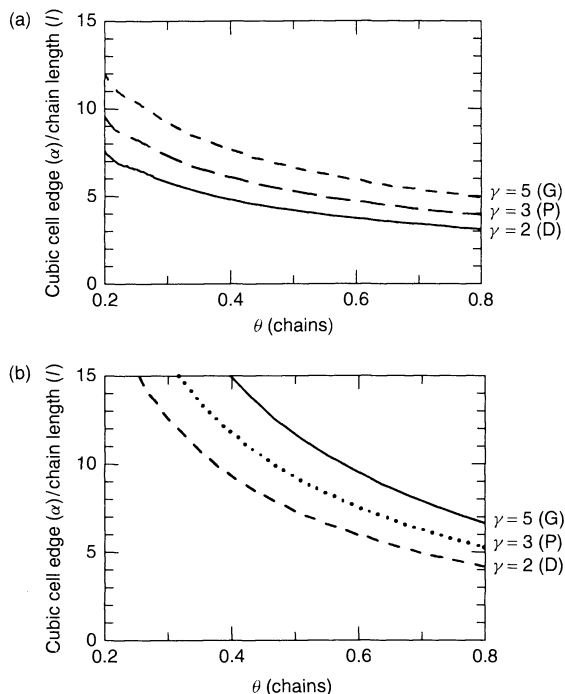 (a)
Cubic cell edge (α)/chain length (l)
15
10
5
0
0.2
0.4
0.6
0.8
γ = 5 (G)
γ = 3 (P)
γ = 2 (D)
θ (chains)
(b)
Cubic cell edge (α)/chain length (l)
15
10
5
0
0.2
0.4
0.6
0.8
γ = 5 (G)
γ = 3 (P)
γ = 2 (D)
θ (chains)